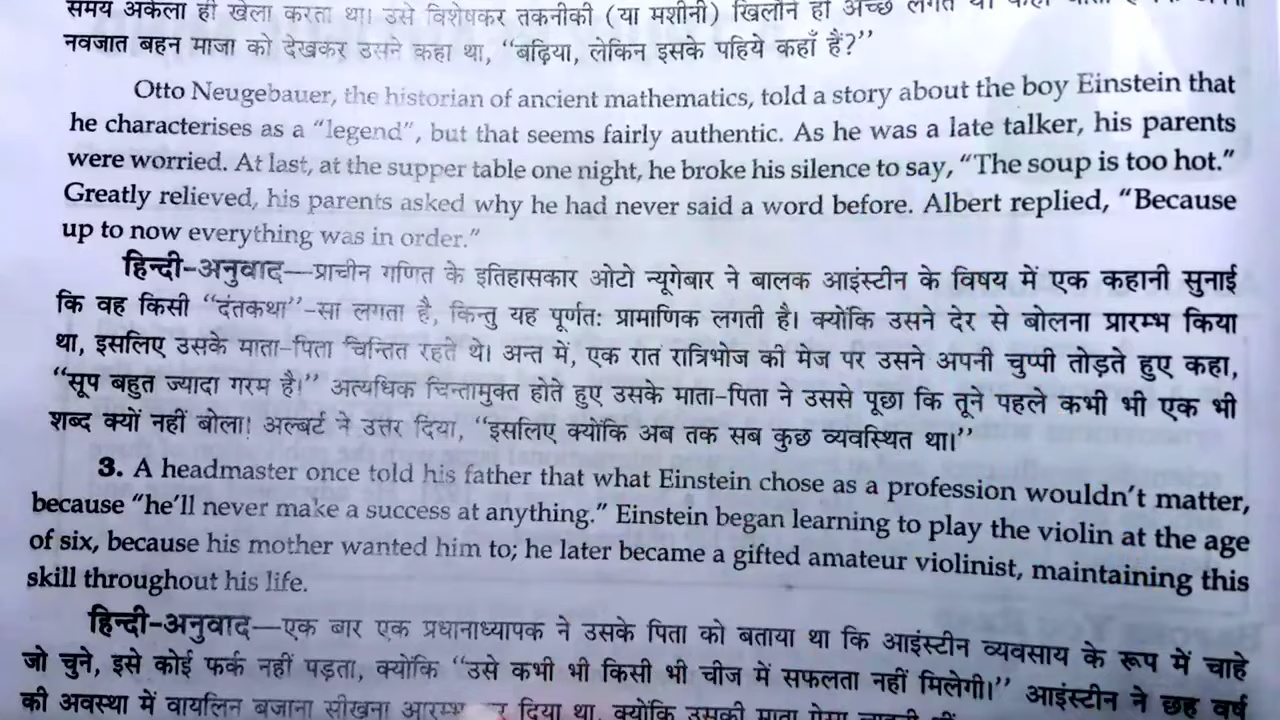 समय अकेला ही खेला करता था। उसे विशेषकर तकनीकी (या मशीनी) खिलौने ही अच्छे लगते थे।
नवजात बहन माजा को देखकर उसने कहा था, “बढ़िया, लेकिन इसके पहिये कहाँ हैं?”
Otto Neugebauer, the historian of ancient mathematics, told a story about the boy Einstein that
he characterises as a “legend”, but that seems fairly authentic. As he was a late talker, his parents
were worried. At last, at the supper table one night, he broke his silence to say, “The soup is too hot.”
Greatly relieved, his parents asked why he had never said a word before. Albert replied, “Because
up to now everything was in order.”
हिन्दी-अनुवाद—प्राचीन गणित के इतिहासकार ओटो न्यूगेबार ने बालक आइंस्टीन के विषय में एक कहानी सुनाई
कि वह किसी “दंतकथा”-सा लगता है, किन्तु यह पूर्णतः प्रामाणिक लगती है। क्योंकि उसने देर से बोलना प्रारम्भ किया
था, इसलिए उसके माता-पिता चिन्तित रहते थे। अन्त में, एक रात रात्रिभोज की मेज पर उसने अपनी चुप्पी तोड़ते हुए कहा,
“सूप बहुत ज्यादा गरम है।” अत्यधिक चिन्तामुक्त होते हुए उसके माता-पिता ने उससे पूछा कि तूने पहले कभी भी एक भी
शब्द क्यों नहीं बोला! अल्बर्ट ने उत्तर दिया, “इसलिए क्योंकि अब तक सब कुछ व्यवस्थित था।”
3. A headmaster once told his father that what Einstein chose as a profession wouldn’t matter,
because “he’ll never make a success at anything.” Einstein began learning to play the violin at the age
of six, because his mother wanted him to; he later became a gifted amateur violinist, maintaining this
skill throughout his life.
हिन्दी-अनुवाद—एक बार एक प्रधानाध्यापक ने उसके पिता को बताया था कि आइंस्टीन व्यवसाय के रूप में चाहे
जो चुने, इसे कोई फर्क नहीं पड़ता, क्योंकि “उसे कभी भी किसी भी चीज में सफलता नहीं मिलेगी।” आइंस्टीन ने छह वर्ष
की अवस्था में वायलिन बजाना सीखना दिया था, क्योंकि उसकी माता